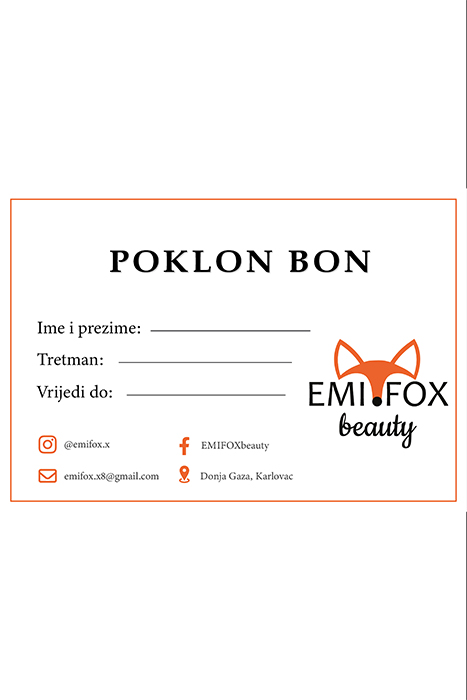 POKLON BON
Ime i prezime:
Tretman:
Vrijedi do:
EMI.FOX
beauty
@emifox.x
EMIFOXbeauty
emifox.x8@gmail.com
Donja Gaza, Karlovac